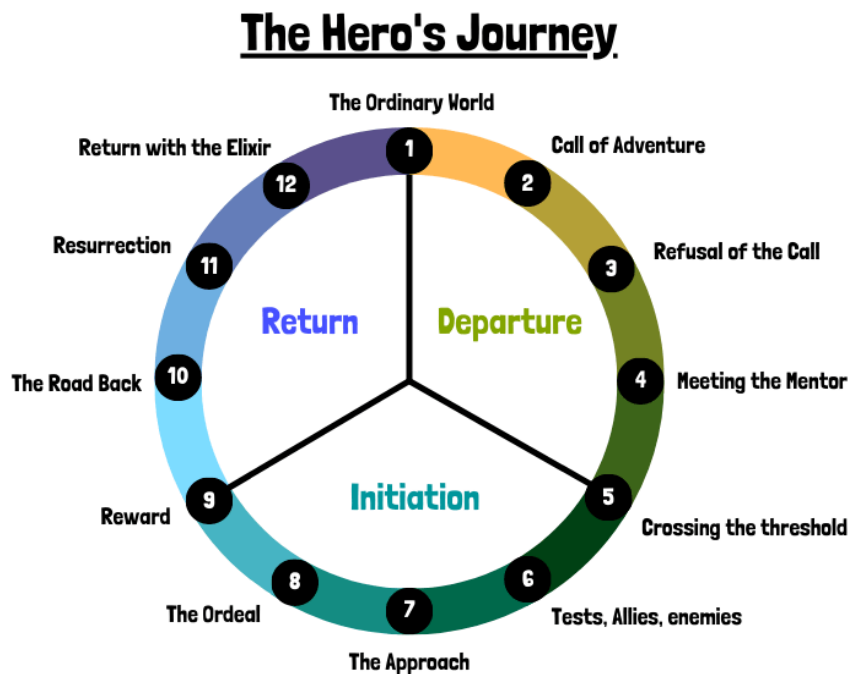 The Hero's Journey
The Ordinary World
1
Call of Adventure
2
Refusal of the Call
3
Meeting the Mentor
4
Crossing the threshold
5
Tests, Allies, enemies
6
The Approach
7
The Ordeal
8
Reward
9
The Road Back
10
Resurrection
11
Return with the Elixir
12
Return
Departure
Initiation